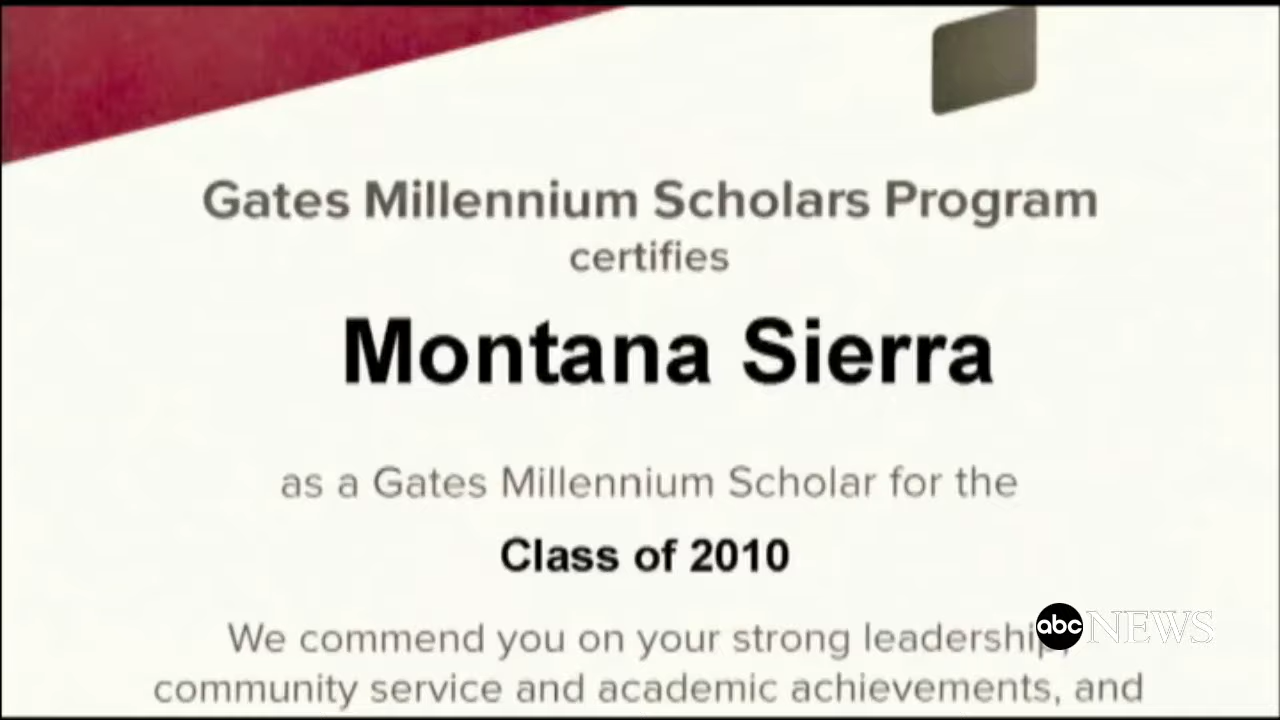 Gates Millennium Scholars Program
certifies
Montana Sierra
as a Gates Millennium Scholar for the
Class of 2010
We commend you on your strong leadership,
community service and academic achievements, and
abc NEWS